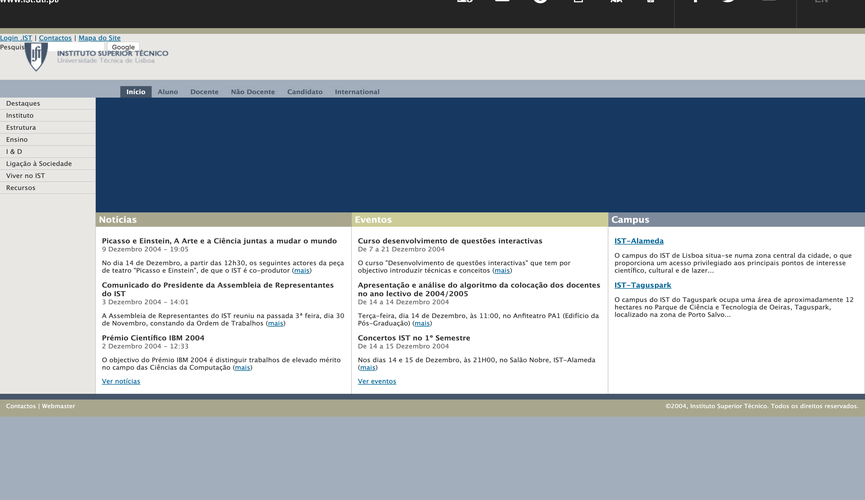 www.ist.utl.pt/
Login .IST | Contactos | Mapa do Site
Google
INSTITUTO SUPERIOR TÉCNICO
Universidade Técnica de Lisboa
Início Aluno Docente Não Docente Candidato International
Destaques
Instituto
Estrutura
Ensino
I & D
Ligação à Sociedade
Viver no IST
Recursos
Notícias
Picasso e Einstein, A Arte e a Ciência juntas a mudar o mundo
9 Dezembro 2004 - 19:05
No dia 14 de Dezembro, a partir das 12h30, os seguintes actores da peça
de teatro "Picasso e Einstein", de que o IST é co-produtor (mais)
Comunicado do Presidente da Assembleia de Representantes
do IST
3 Dezembro 2004 - 14:01
A Assembleia de Representantes do IST reuniu na passada 3ª feira, dia 30
de Novembro, constando da Ordem de Trabalhos (mais)
Prémio Científico IBM 2004
2 Dezembro 2004 - 12:33
O objectivo do Prémio IBM 2004 é distinguir trabalhos de elevado mérito
no campo das Ciências da Computação (mais)
Ver notícias
Eventos
Curso desenvolvimento de questões interactivas
De 7 a 21 Dezembro 2004
O curso "Desenvolvimento de questões interactivas" que tem por
objectivo introduzir técnicas e conceitos (mais)
Apresentação e análise do algoritmo da colocação dos docentes
no ano lectivo de 2004/2005
De 14 a 14 Dezembro 2004
Terça-feira, dia 14 de Dezembro, às 11:00, no Anfiteatro PA1 (Edifício da
Pós-Graduação) (mais)
Concertos IST no 1º Semestre
De 14 a 15 Dezembro 2004
Nos dias 14 e 15 de Dezembro, às 21H00, no Salão Nobre, IST-Alameda
(mais)
Ver eventos
Campus
IST-Alameda
O campus do IST de Lisboa situa-se numa zona central da cidade, o que
proporciona um acesso privilegiado aos principais pontos de interesse
científico, cultural e de lazer...
IST-Taguspark
O campus do IST do Taguspark ocupa uma área de aproximadamente 12
hectares no Parque de Ciência e Tecnologia de Oeiras, Taguspark,
localizado na zona de Porto Salvo...
Contactos | Webmaster
©2004, Instituto Superior Técnico. Todos os direitos reservados.